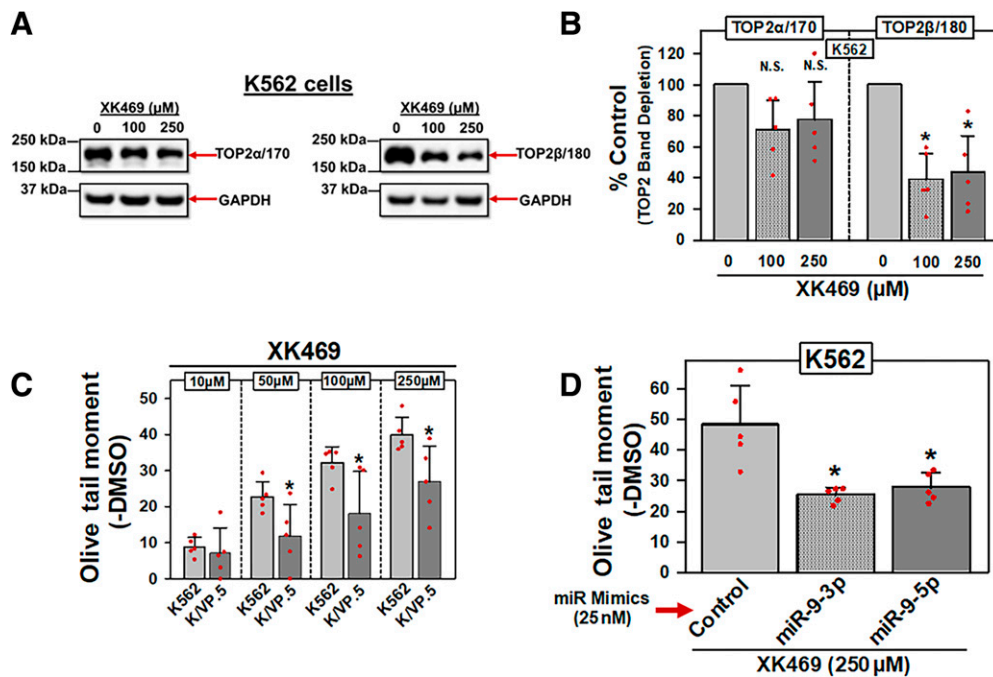 A
K562 cells
XK469 (µM)
0 100 250
250 kDa
150 kDa
TOP2α/170
37 kDa
GAPDH
XK469 (µM)
0 100 250
250 kDa
150 kDa
TOP2β/180
37 kDa
GAPDH
B
TOP2α/170
TOP2β/180
K562
% Control
(TOP2 Band Depletion)
120
100
80
60
40
20
0
N.S.
N.S.
*
*
0 100 250 0 100 250
XK469 (µM)
C
XK469
10µM 50µM 100µM 250µM
Olive tail moment
(-DMSO)
40
30
20
10
0
*
*
*
K562 K/VP.5 K562 K/VP.5 K562 K/VP.5 K562 K/VP.5
D
K562
Olive tail moment
(-DMSO)
60
50
40
30
20
10
0
*
*
miR Mimics
(25 nM)
Control miR-9-3p miR-9-5p
XK469 (250 µM)